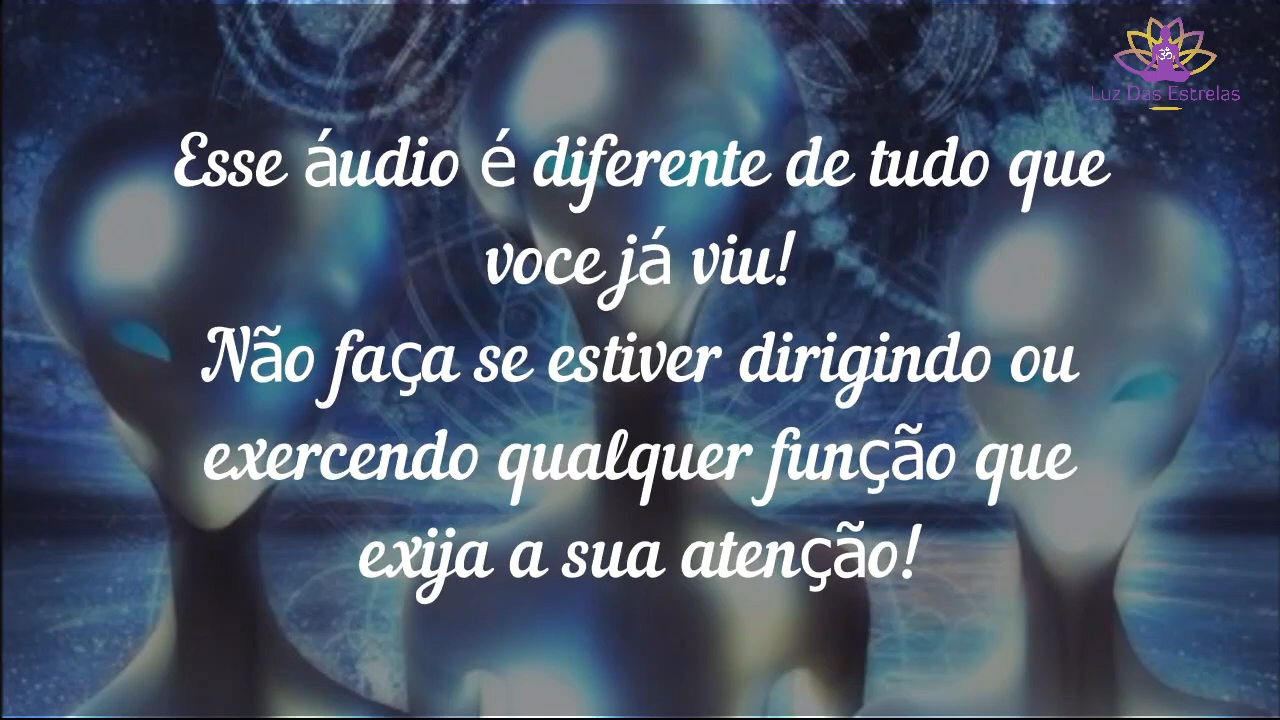 Luz Das Estrelas
Esse áudio é diferente de tudo que
voce já viu!
Não faça se estiver dirigindo ou
exercendo qualquer função que
exija a sua atenção!